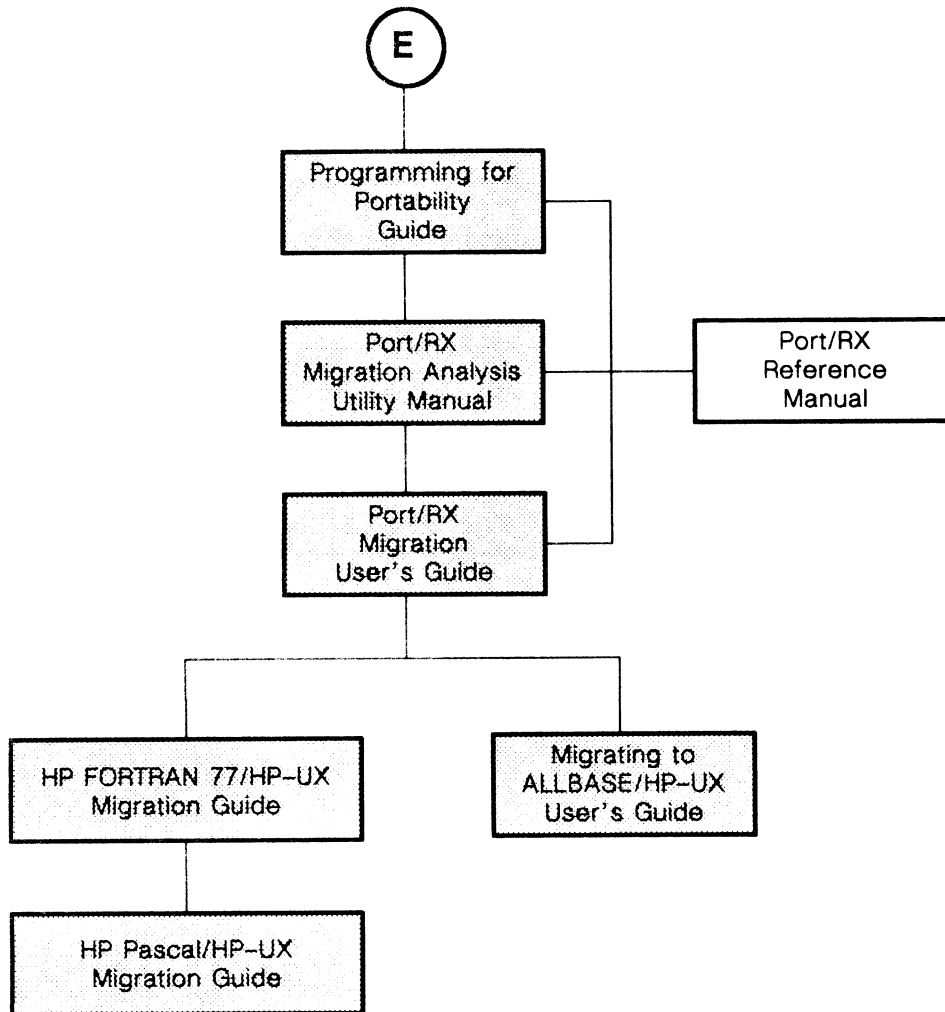 E
Programming for
Portability
Guide
Port/RX
Migration Analysis
Utility Manual
Port/RX
Reference
Manual
Port/RX
Migration
User's Guide
HP FORTRAN 77/HP-UX
Migration Guide
Migrating to
ALLBASE/HP-UX
User's Guide
HP Pascal/HP-UX
Migration Guide